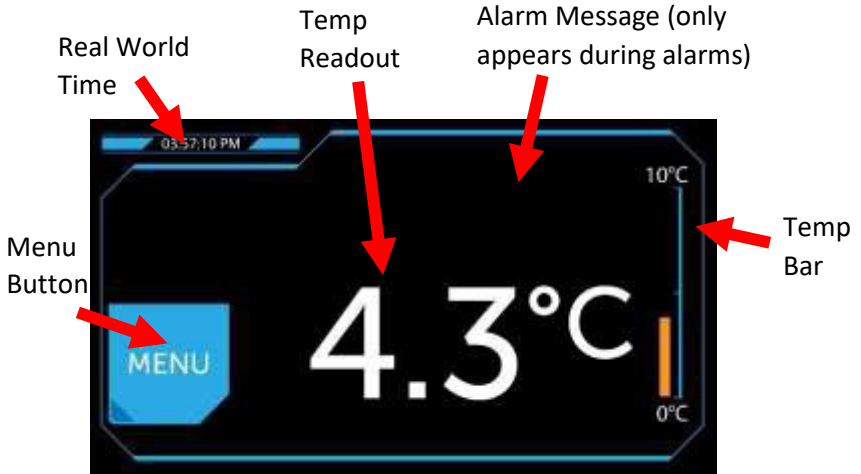 Real World
Time
Temp
Readout
Alarm Message (only
appears during alarms)
03:57:10 PM
10°C
Temp
Bar
Menu
Button
4.3°C
MENU
0°C